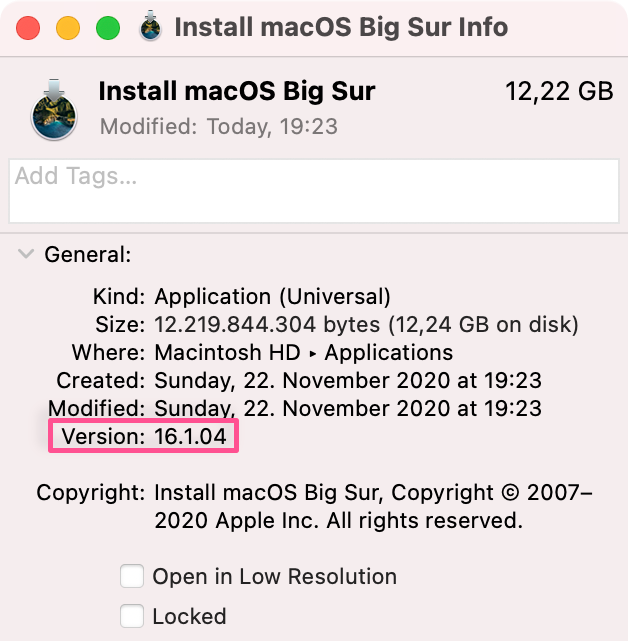 Install macOS Big Sur Info
Install macOS Big Sur 12,22 GB
Modified: Today, 19:23
Add Tags...
General:
Kind: Application (Universal)
Size: 12.219.844.304 bytes (12,24 GB on disk)
Where: Macintosh HD ▸ Applications
Created: Sunday, 22. November 2020 at 19:23
Modified: Sunday, 22. November 2020 at 19:23
Version: 16.1.04
Copyright: Install macOS Big Sur, Copyright © 2007–
2020 Apple Inc. All rights reserved.
Open in Low Resolution
Locked